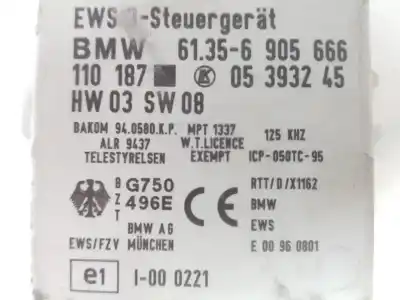 EWS -Steuergerät
BMW 61.35-6 905 666
110 187 05 3932 45
HW 03 SW 08
BAKOM 94.0580.K.P. MPT 1337 125 KHZ
ALR 9437 W.T.LICENCE
TELESTYRELSEN EXEMPT ICP-050TC-95
BZT G750 496E CE RTT/D/X1162
BMW AG BMW
EWS/FZV MÜNCHEN EWS
E 00 96 0801
e1 I-00 0221